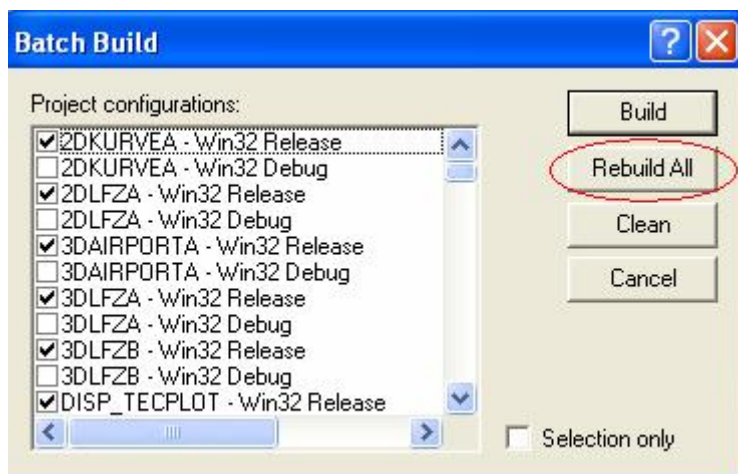 Batch Build
Project configurations:
2DKURVEA - Win32 Release
2DKURVEA - Win32 Debug
2DLFZA - Win32 Release
2DLFZA - Win32 Debug
3DAIRPORTA - Win32 Release
3DAIRPORTA - Win32 Debug
3DLFZA - Win32 Release
3DLFZA - Win32 Debug
3DLFZB - Win32 Release
3DLFZB - Win32 Debug
DISP_TECPLOT - Win32 Release
Build
Rebuild All
Clean
Cancel
Selection only